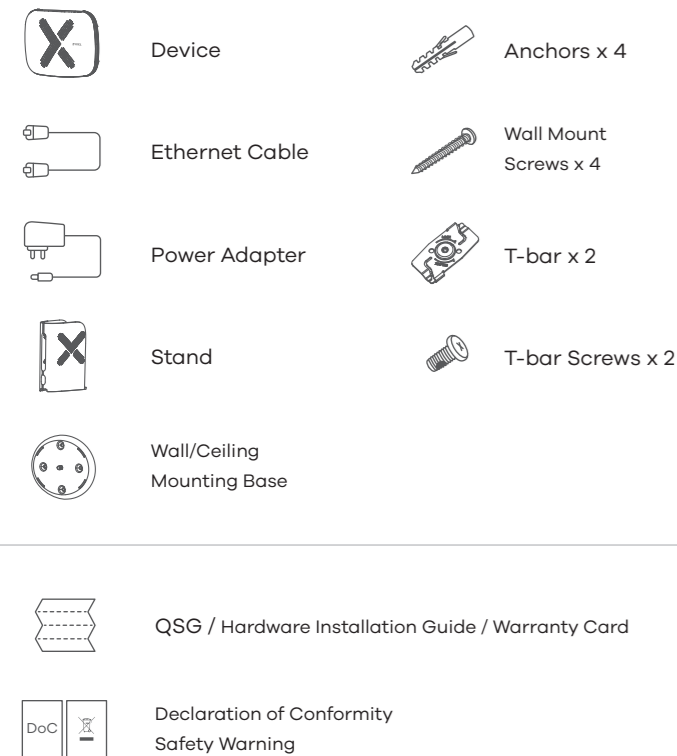 Device
Anchors x 4
Ethernet Cable
Wall Mount
Screws x 4
Power Adapter
T-bar x 2
Stand
T-bar Screws x 2
Wall/Ceiling
Mounting Base
QSG / Hardware Installation Guide / Warranty Card
DoC
Declaration of Conformity
Safety Warning